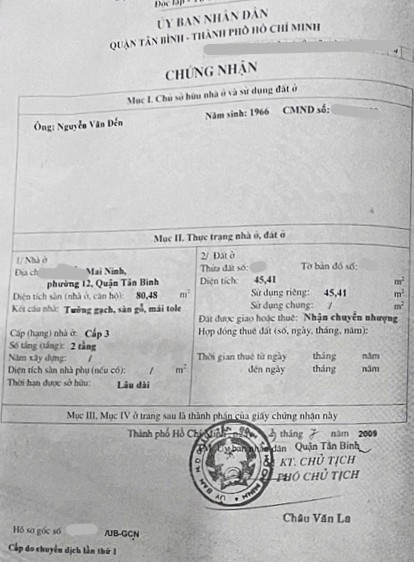 Độc lập -
ỦY BAN NHÂN DÂN
QUẬN TÂN BÌNH - THÀNH PHỐ HỒ CHÍ MINH
CHỨNG NHẬN
Mục I. Chủ sở hữu nhà ở và sử dụng đất ở
Ông: Nguyễn Văn Đến Năm sinh: 1966 CMND số:
Mục II. Thực trạng nhà ở, đất ở
1/ Nhà ở
Địa ch Mai Ninh,
phường 12, Quận Tân Bình
Diện tích sàn (nhà ở, căn hộ): 80,48 m²
Kết cấu nhà: Tường gạch, sàn gỗ, mái tole
Cấp (hạng) nhà ở: Cấp 3
Số tầng (tầng): 2 tầng
Năm xây dựng: /
Diện tích sàn nhà phụ (nếu có): / m²
Thời hạn được sở hữu: Lâu dài
2/ Đất ở
Thửa đất số: Tờ bản đồ số:
Diện tích: 45,41 m²
Sử dụng riêng: 45,41 m²
Sử dụng chung: / m²
Đất được giao hoặc thuê: Nhận chuyển nhượng
Hợp đồng thuê đất (số, ngày, tháng, năm):
Thời gian thuê từ ngày tháng năm
đến ngày tháng năm
Mục III, Mục IV ở trang sau là thành phần của giấy chứng nhận này
Thành phố Hồ Chí Minh, tháng 7 năm 2009
TM. Ủy ban nhân dân Quận Tân Bình
KT. CHỦ TỊCH
PHÓ CHỦ TỊCH
Châu Văn La
Hồ sơ gốc số /UB-GCN
Cấp do chuyển dịch lần thứ 1